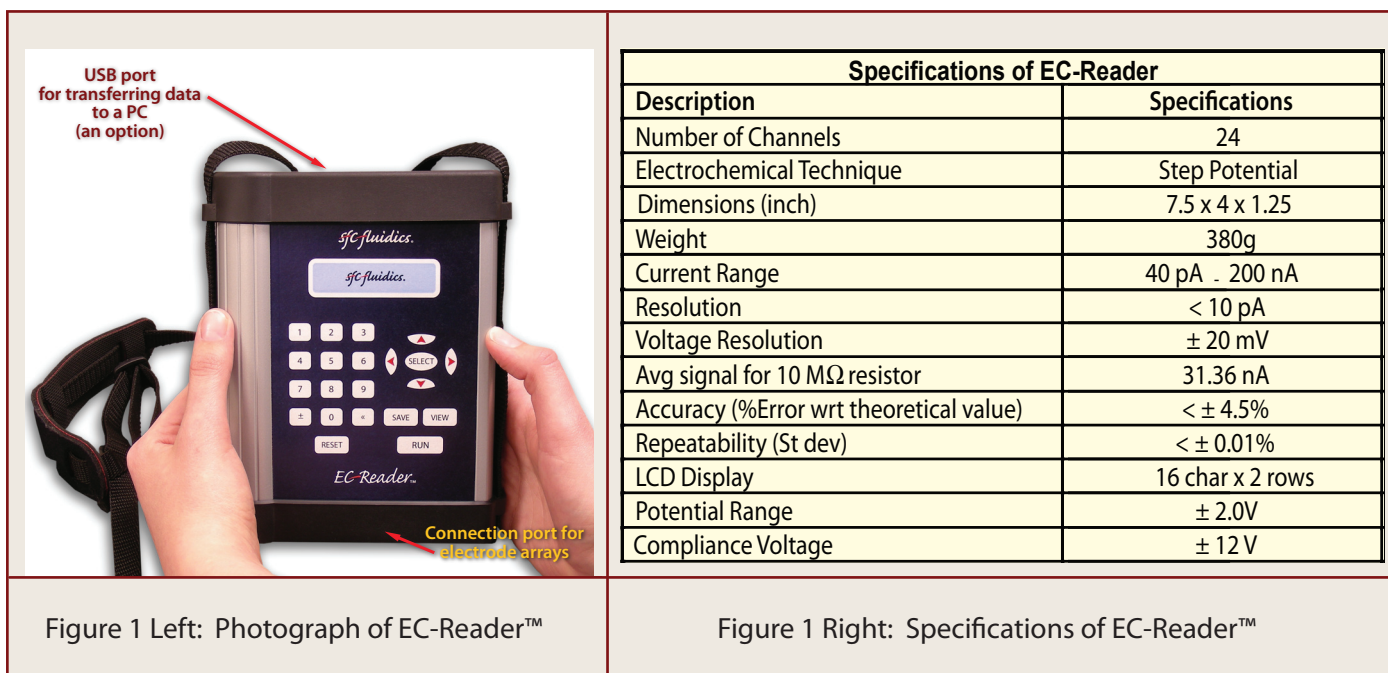 USB port
for transferring data
to a PC
(an option)
sfc fluidics.
sfc fluidics.
1 2 3
4 5 6 SELECT
7 8 9
± 0 « SAVE VIEW
RESET RUN
EC-Reader™
Connection port for
electrode arrays
Specifications of EC-Reader
Description Specifications
Number of Channels 24
Electrochemical Technique Step Potential
Dimensions (inch) 7.5 x 4 x 1.25
Weight 380g
Current Range 40 pA - 200 nA
Resolution < 10 pA
Voltage Resolution ± 20 mV
Avg signal for 10 MΩ resistor 31.36 nA
Accuracy (%Error wrt theoretical value) < ± 4.5%
Repeatability (St dev) < ± 0.01%
LCD Display 16 char x 2 rows
Potential Range ± 2.0V
Compliance Voltage ± 12 V
Figure 1 Left: Photograph of EC-Reader™
Figure 1 Right: Specifications of EC-Reader™